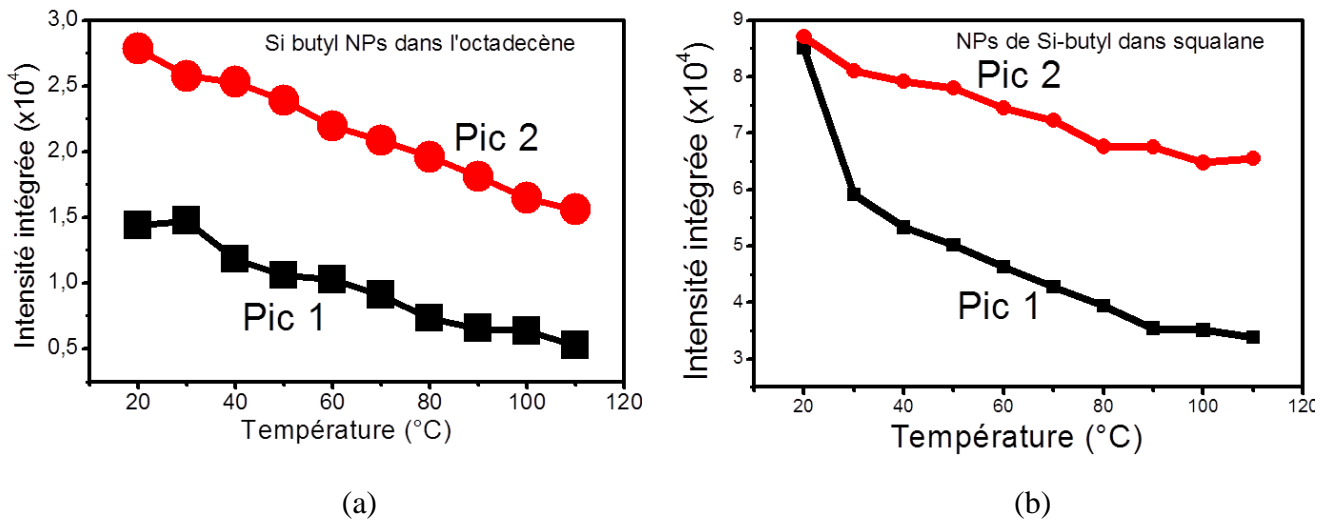 Si butyl NPs dans l'octadecène
Pic 2
Pic 1
Intensité intégrée (x10⁴)
3,0
2,5
2,0
1,5
1,0
0,5
20 40 60 80 100 120
Température (°C)
(a)
NPs de Si-butyl dans squalane
Pic 2
Pic 1
Intensité intégrée (x10⁴)
9
8
7
6
5
4
3
20 40 60 80 100 120
Température (°C)
(b)